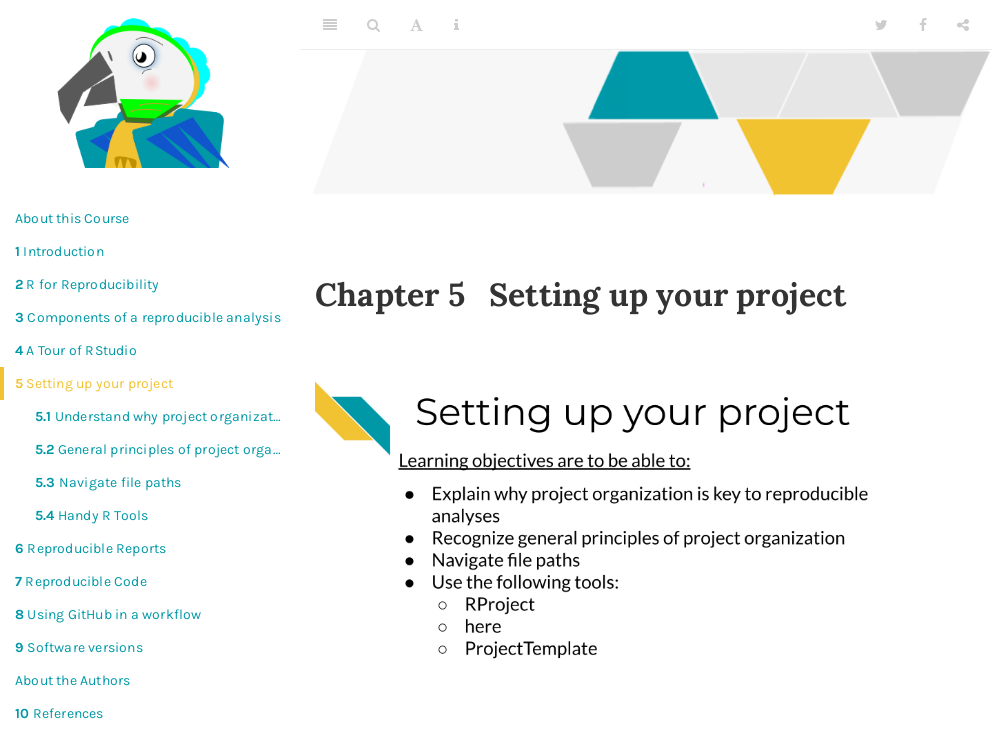 About this Course
1 Introduction
2 R for Reproducibility
3 Components of a reproducible analysis
4 A Tour of RStudio
5 Setting up your project
5.1 Understand why project organizat…
5.2 General principles of project orga…
5.3 Navigate file paths
5.4 Handy R Tools
6 Reproducible Reports
7 Reproducible Code
8 Using GitHub in a workflow
9 Software versions
About the Authors
10 References
A
Chapter 5 Setting up your project
Setting up your project
Learning objectives are to be able to:
● Explain why project organization is key to reproducible
analyses
● Recognize general principles of project organization
● Navigate file paths
● Use the following tools:
○ RProject
○ here
○ ProjectTemplate